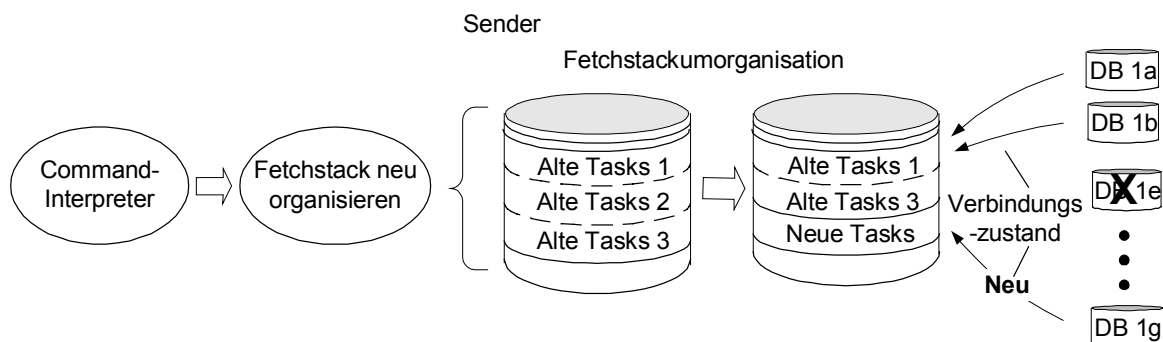 Sender
Fetchstackumorganisation
Command-
Interpreter
Fetchstack neu
organisieren
Alte Tasks 1
Alte Tasks 2
Alte Tasks 3
Alte Tasks 1
Alte Tasks 3
Neue Tasks
Verbindungs
-zustand
Neu
DB 1a
DB 1b
DB 1e
DB 1g